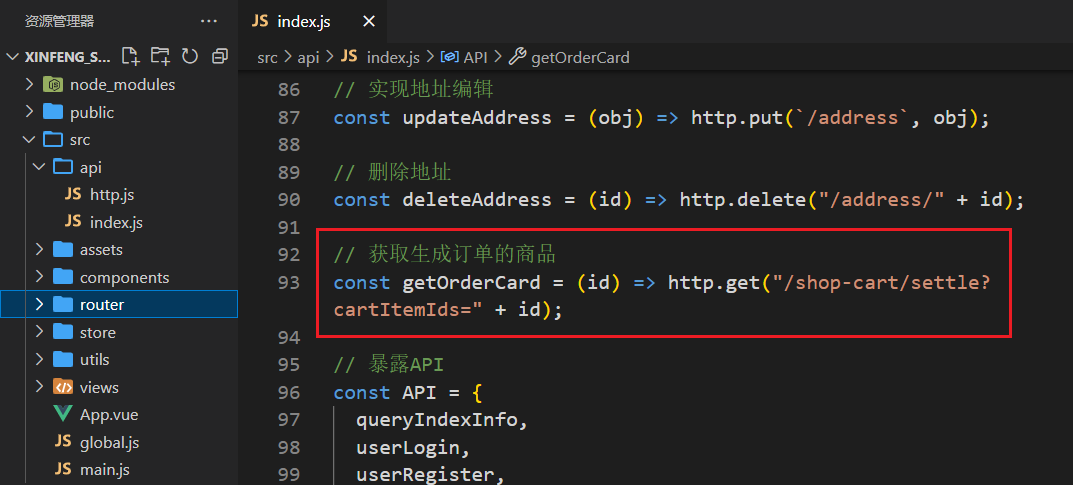 资源管理器 ···
XINFENG_S...
node_modules
public
src
api
JS http.js
JS index.js
assets
components
router
store
utils
views
App.vue
JS global.js
JS main.js
JS index.js ×
src > api > JS index.js > API > getOrderCard
86 // 实现地址编辑
87 const updateAddress = (obj) => http.put(`/address`, obj);
88
89 // 删除地址
90 const deleteAddress = (id) => http.delete("/address/" + id);
91
92 // 获取生成订单的商品
93 const getOrderCard = (id) => http.get("/shop-cart/settle?
cartItemIds=" + id);
94
95 // 暴露API
96 const API = {
97 queryIndexInfo,
98 userLogin,
99 userRegister,